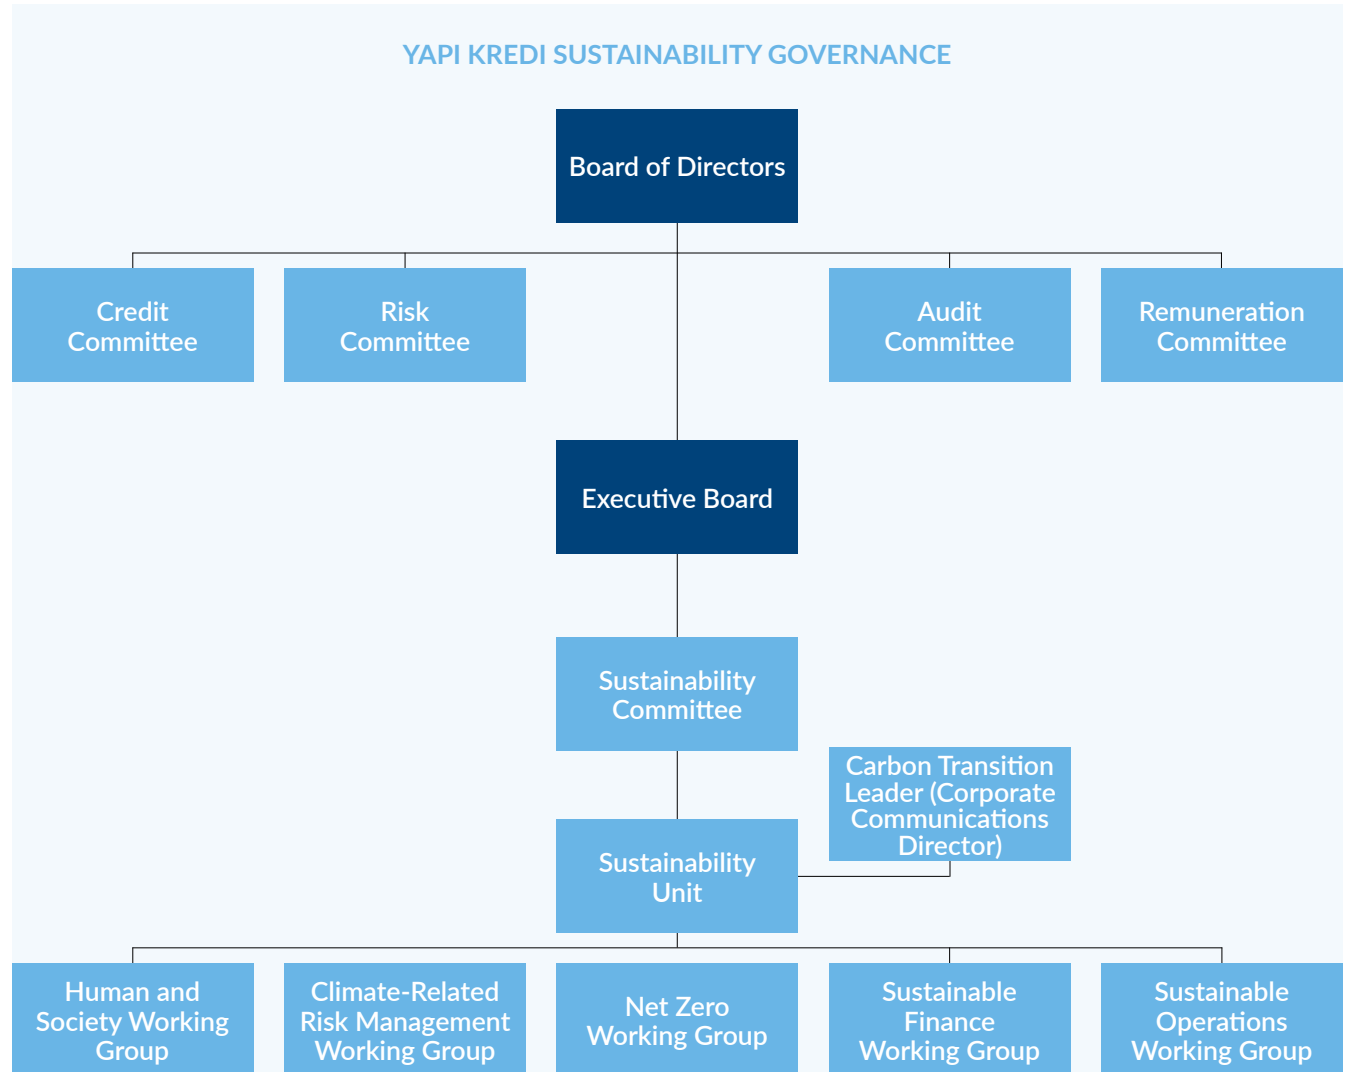 YAPI KREDI SUSTAINABILITY GOVERNANCE
Board of Directors
Credit
Committee
Risk
Committee
Audit
Committee
Remuneration
Committee
Executive Board
Sustainability
Committee
Carbon Transition
Leader (Corporate
Communications
Director)
Sustainability
Unit
Human and
Society Working
Group
Climate-Related
Risk Management
Working Group
Net Zero
Working Group
Sustainable
Finance
Working Group
Sustainable
Operations
Working Group